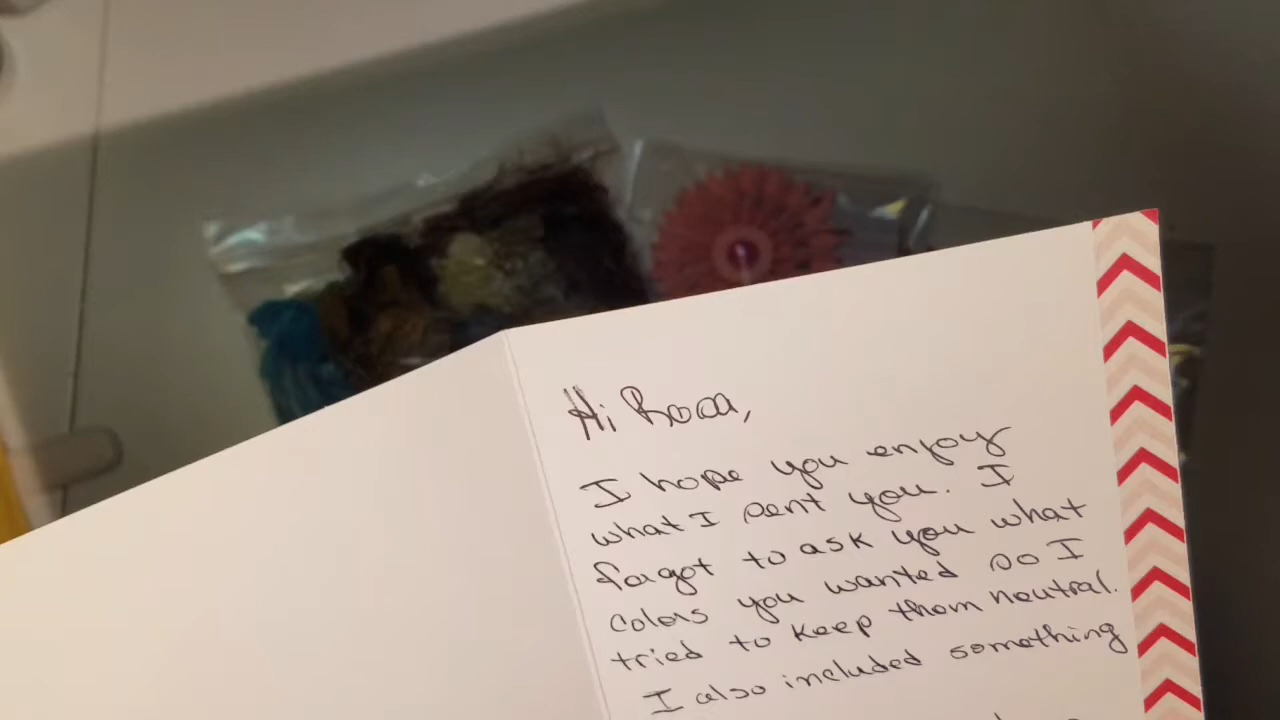 Hi Rosa,
I hope you enjoy
what I sent you. I
forgot to ask you what
colors you wanted so I
tried to keep them neutral.
I also included something